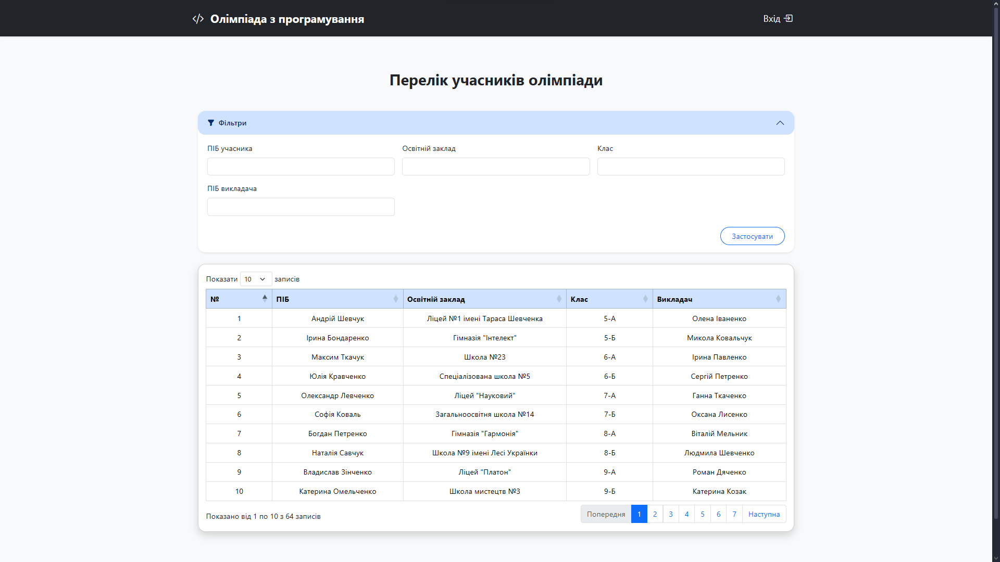 </> Олімпіада з програмування Вхід
Перелік учасників олімпіади
Фільтри
ПІБ учасника Освітній заклад Клас
ПІБ викладача
Застосувати
Показати 10 записів
№ ПІБ Освітній заклад Клас Викладач
1 Андрій Шевчук Ліцей №1 імені Тараса Шевченка 5-А Олена Іваненко
2 Ірина Бондаренко Гімназія "Інтелект" 5-Б Микола Ковальчук
3 Максим Ткачук Школа №23 6-А Ірина Павленко
4 Юлія Кравченко Спеціалізована школа №5 6-Б Сергій Петренко
5 Олександр Левченко Ліцей "Науковий" 7-А Ганна Ткаченко
6 Софія Коваль Загальноосвітня школа №14 7-Б Оксана Лисенко
7 Богдан Петренко Гімназія "Гармонія" 8-А Віталій Мельник
8 Наталія Савчук Школа №9 імені Лесі Українки 8-Б Людмила Шевченко
9 Владислав Зінченко Ліцей "Платон" 9-А Роман Дяченко
10 Катерина Омельченко Школа мистецтв №3 9-Б Катерина Козак
Показано від 1 по 10 з 64 записів Попередня 1 2 3 4 5 6 7 Наступна